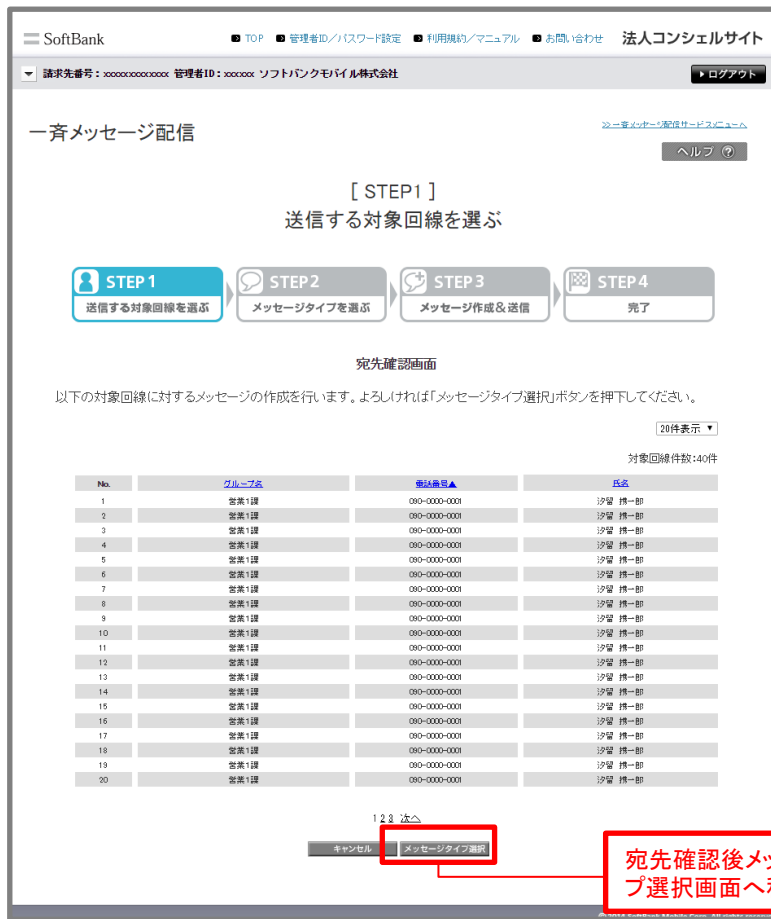 SoftBank
TOP 管理者ID／パスワード設定 利用規約／マニュアル お問い合わせ 法人コンシェルサイト
請求先番号：xxxxxxxxxxxx 管理者ID：xxxxxx ソフトバンクモバイル株式会社 ログアウト
一斉メッセージ配信
>>一斉メッセージ配信サービスメニューへ
ヘルプ ?
[ STEP1 ]
送信する対象回線を選ぶ
STEP 1 STEP 2 STEP 3 STEP 4
送信する対象回線を選ぶ メッセージタイプを選ぶ メッセージ作成＆送信 完了
宛先確認画面
以下の対象回線に対するメッセージの作成を行います。よろしければ「メッセージタイプ選択」ボタンを押下してください。
20件表示 ▼
対象回線件数:40件
No. グループ名 電話番号▲ 氏名
1 営業1課 090-0000-0001 汐留 携一郎
2 営業1課 090-0000-0001 汐留 携一郎
3 営業1課 090-0000-0001 汐留 携一郎
4 営業1課 090-0000-0001 汐留 携一郎
5 営業1課 090-0000-0001 汐留 携一郎
6 営業1課 090-0000-0001 汐留 携一郎
7 営業1課 090-0000-0001 汐留 携一郎
8 営業1課 090-0000-0001 汐留 携一郎
9 営業1課 090-0000-0001 汐留 携一郎
10 営業1課 090-0000-0001 汐留 携一郎
11 営業1課 090-0000-0001 汐留 携一郎
12 営業1課 090-0000-0001 汐留 携一郎
13 営業1課 090-0000-0001 汐留 携一郎
14 営業1課 090-0000-0001 汐留 携一郎
15 営業1課 090-0000-0001 汐留 携一郎
16 営業1課 090-0000-0001 汐留 携一郎
17 営業1課 090-0000-0001 汐留 携一郎
18 営業1課 090-0000-0001 汐留 携一郎
19 営業1課 090-0000-0001 汐留 携一郎
20 営業1課 090-0000-0001 汐留 携一郎
1 2 3 次へ
キャンセル メッセージタイプ選択
宛先確認後メッ
プ選択画面へ